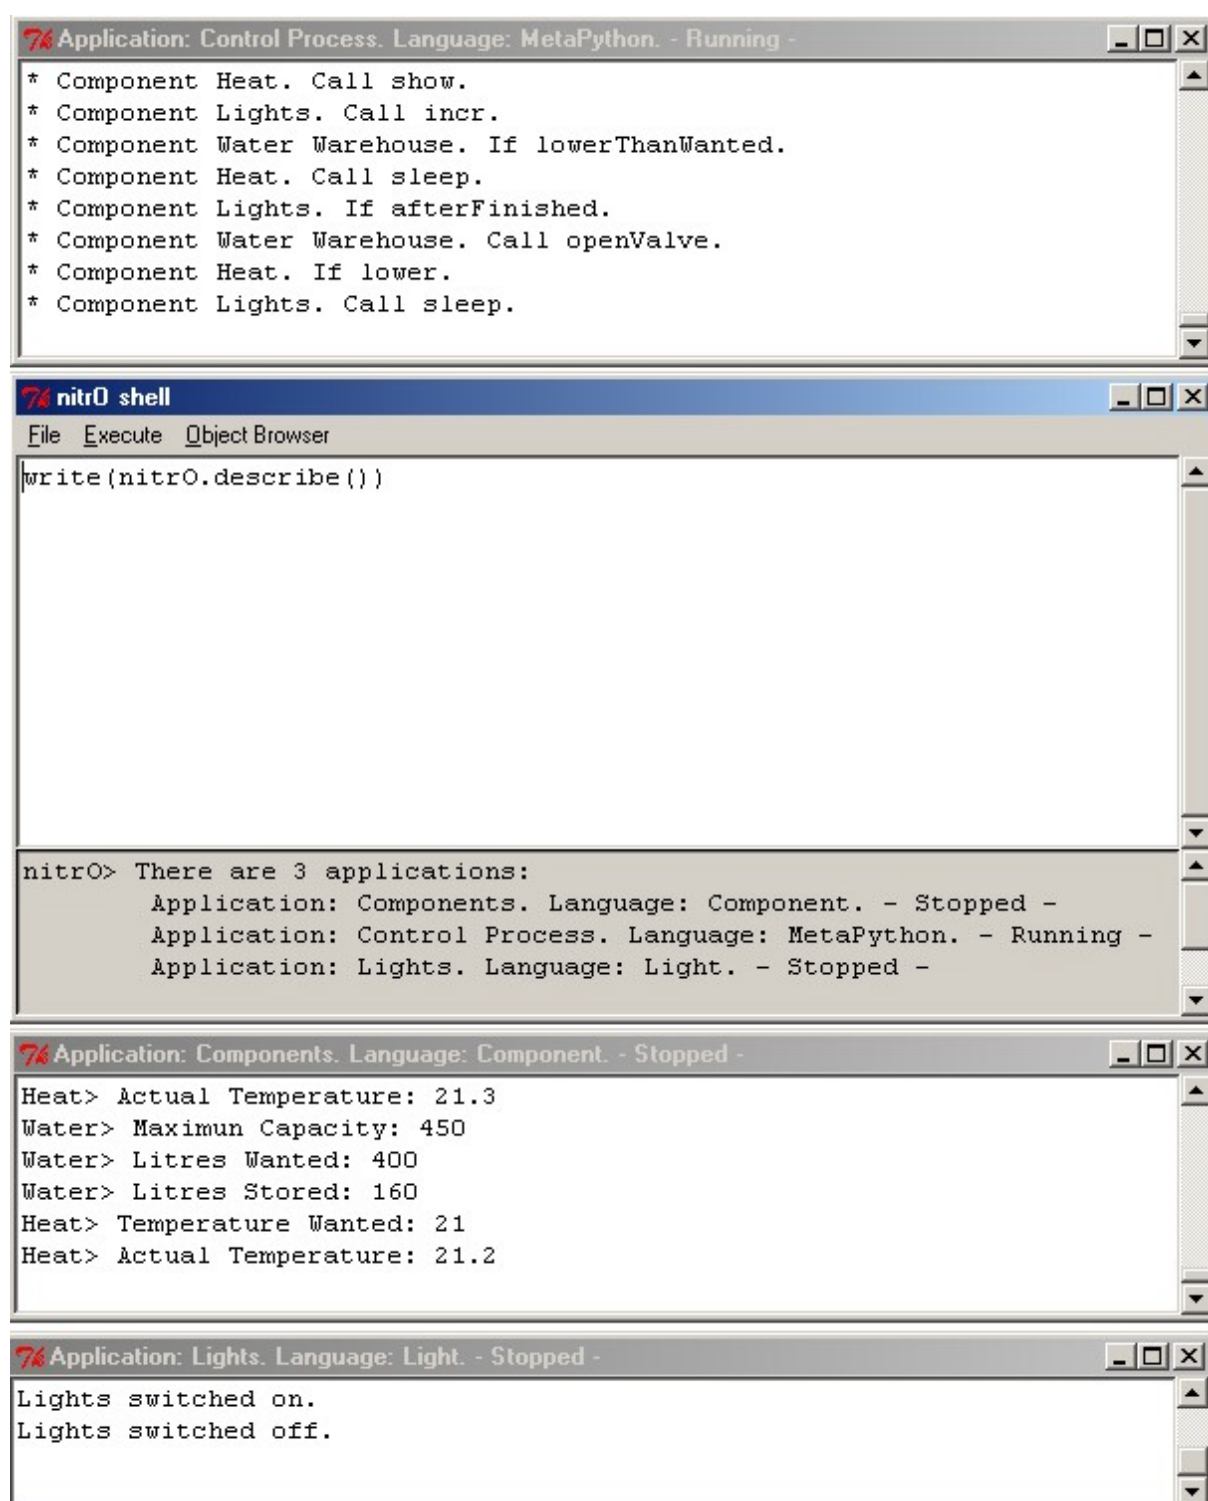 Application: Control Process. Language: MetaPython. - Running -
* Component Heat. Call show.
* Component Lights. Call incr.
* Component Water Warehouse. If lowerThanWanted.
* Component Heat. Call sleep.
* Component Lights. If afterFinished.
* Component Water Warehouse. Call openValve.
* Component Heat. If lower.
* Component Lights. Call sleep.
nitrO shell
File Execute Object Browser
write(nitrO.describe())
nitrO> There are 3 applications:
Application: Components. Language: Component. - Stopped -
Application: Control Process. Language: MetaPython. - Running -
Application: Lights. Language: Light. - Stopped -
Application: Components. Language: Component. - Stopped -
Heat> Actual Temperature: 21.3
Water> Maximun Capacity: 450
Water> Litres Wanted: 400
Water> Litres Stored: 160
Heat> Temperature Wanted: 21
Heat> Actual Temperature: 21.2
Application: Lights. Language: Light. - Stopped -
Lights switched on.
Lights switched off.